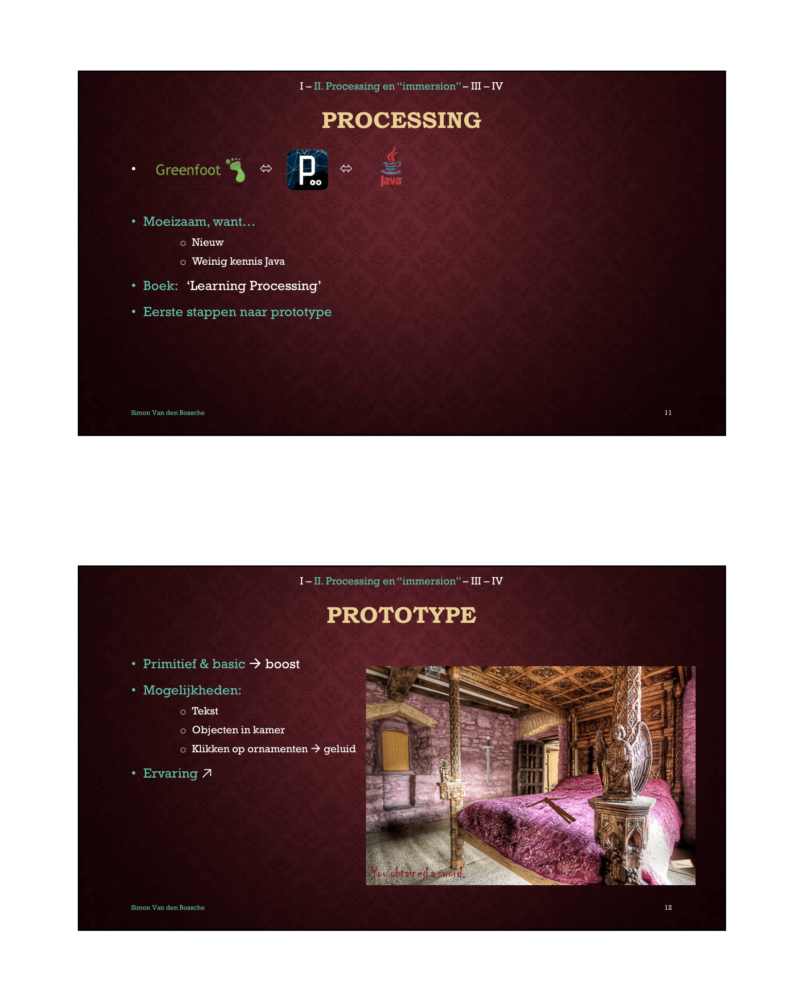 I – II. Processing en “immersion” – III – IV
PROCESSING
• Greenfoot ⬄ P ⬄ Java
• Moeizaam, want…
o Nieuw
o Weinig kennis Java
• Boek: ‘Learning Processing’
• Eerste stappen naar prototype
Simon Van den Bossche 11
I – II. Processing en “immersion” – III – IV
PROTOTYPE
• Primitief & basic → boost
• Mogelijkheden:
o Tekst
o Objecten in kamer
o Klikken op ornamenten → geluid
• Ervaring ↗
You obtained a sword.
Simon Van den Bossche 12